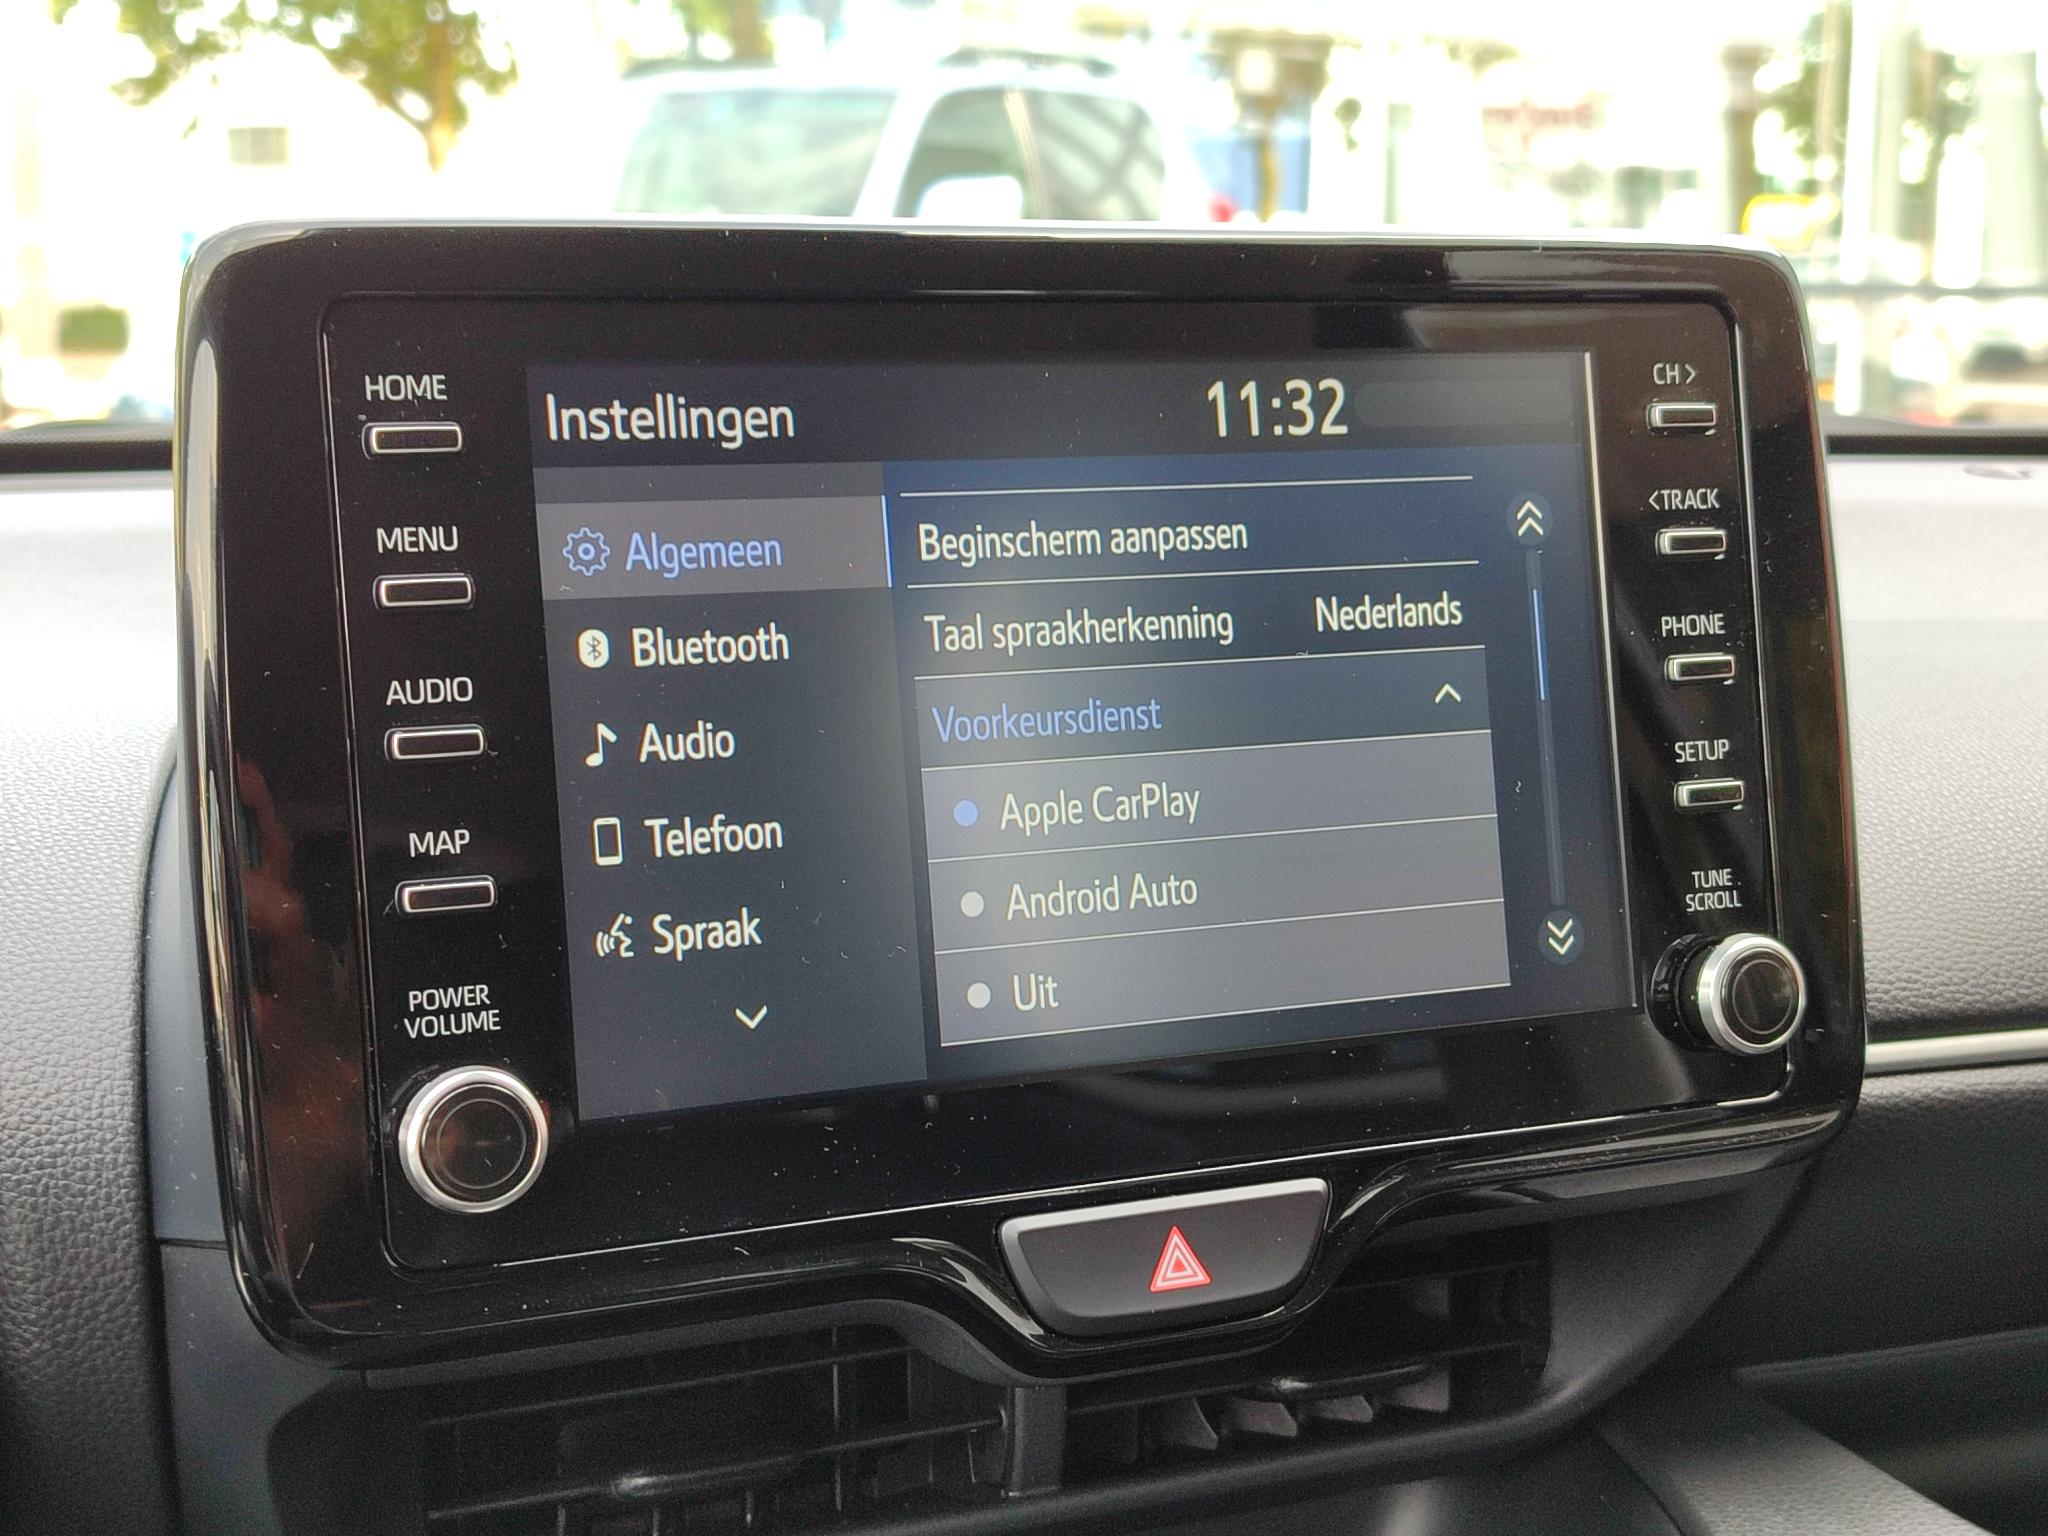 HOME
MENU
AUDIO
MAP
POWER
VOLUME
Instellingen
11:32
Algemeen
Bluetooth
Audio
Telefoon
Spraak
Beginscherm aanpassen
Taal spraakherkenning Nederlands
Voorkeursdienst
Apple CarPlay
Android Auto
Uit
CH >
< TRACK
PHONE
SETUP
TUNE
SCROLL